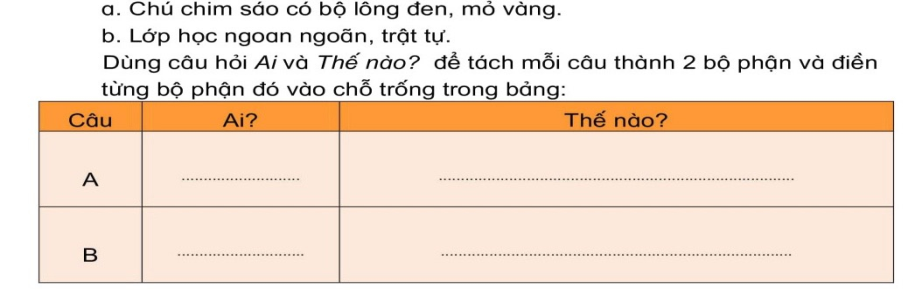 a. Chú chim sáo có bộ lông đen, mỏ vàng.
b. Lớp học ngoan ngoãn, trật tự.
Dùng câu hỏi Ai và Thế nào? để tách mỗi câu thành 2 bộ phận và điền
từng bộ phận đó vào chỗ trống trong bảng:
Câu Ai? Thế nào?
A ........................ ........................................................................
B ........................ ........................................................................